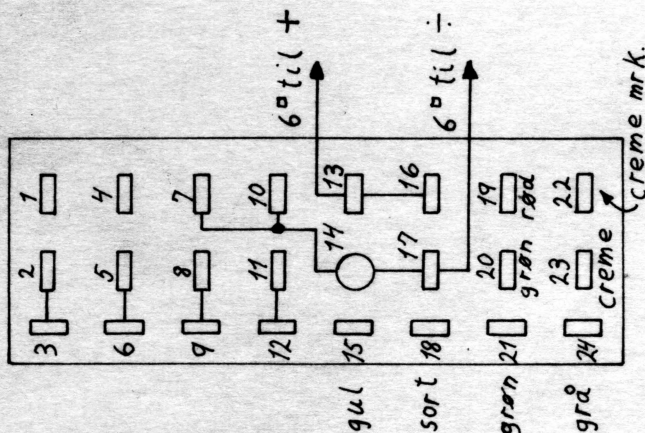 3 2 1
6 5 4
9 8 7
12 11 10
6▫ til +
gul 15 14 13
sort 18 17 16
6▫ til ÷
grøn 21 20 19
grøn rød
grå 24 23 22
creme
creme mrk.